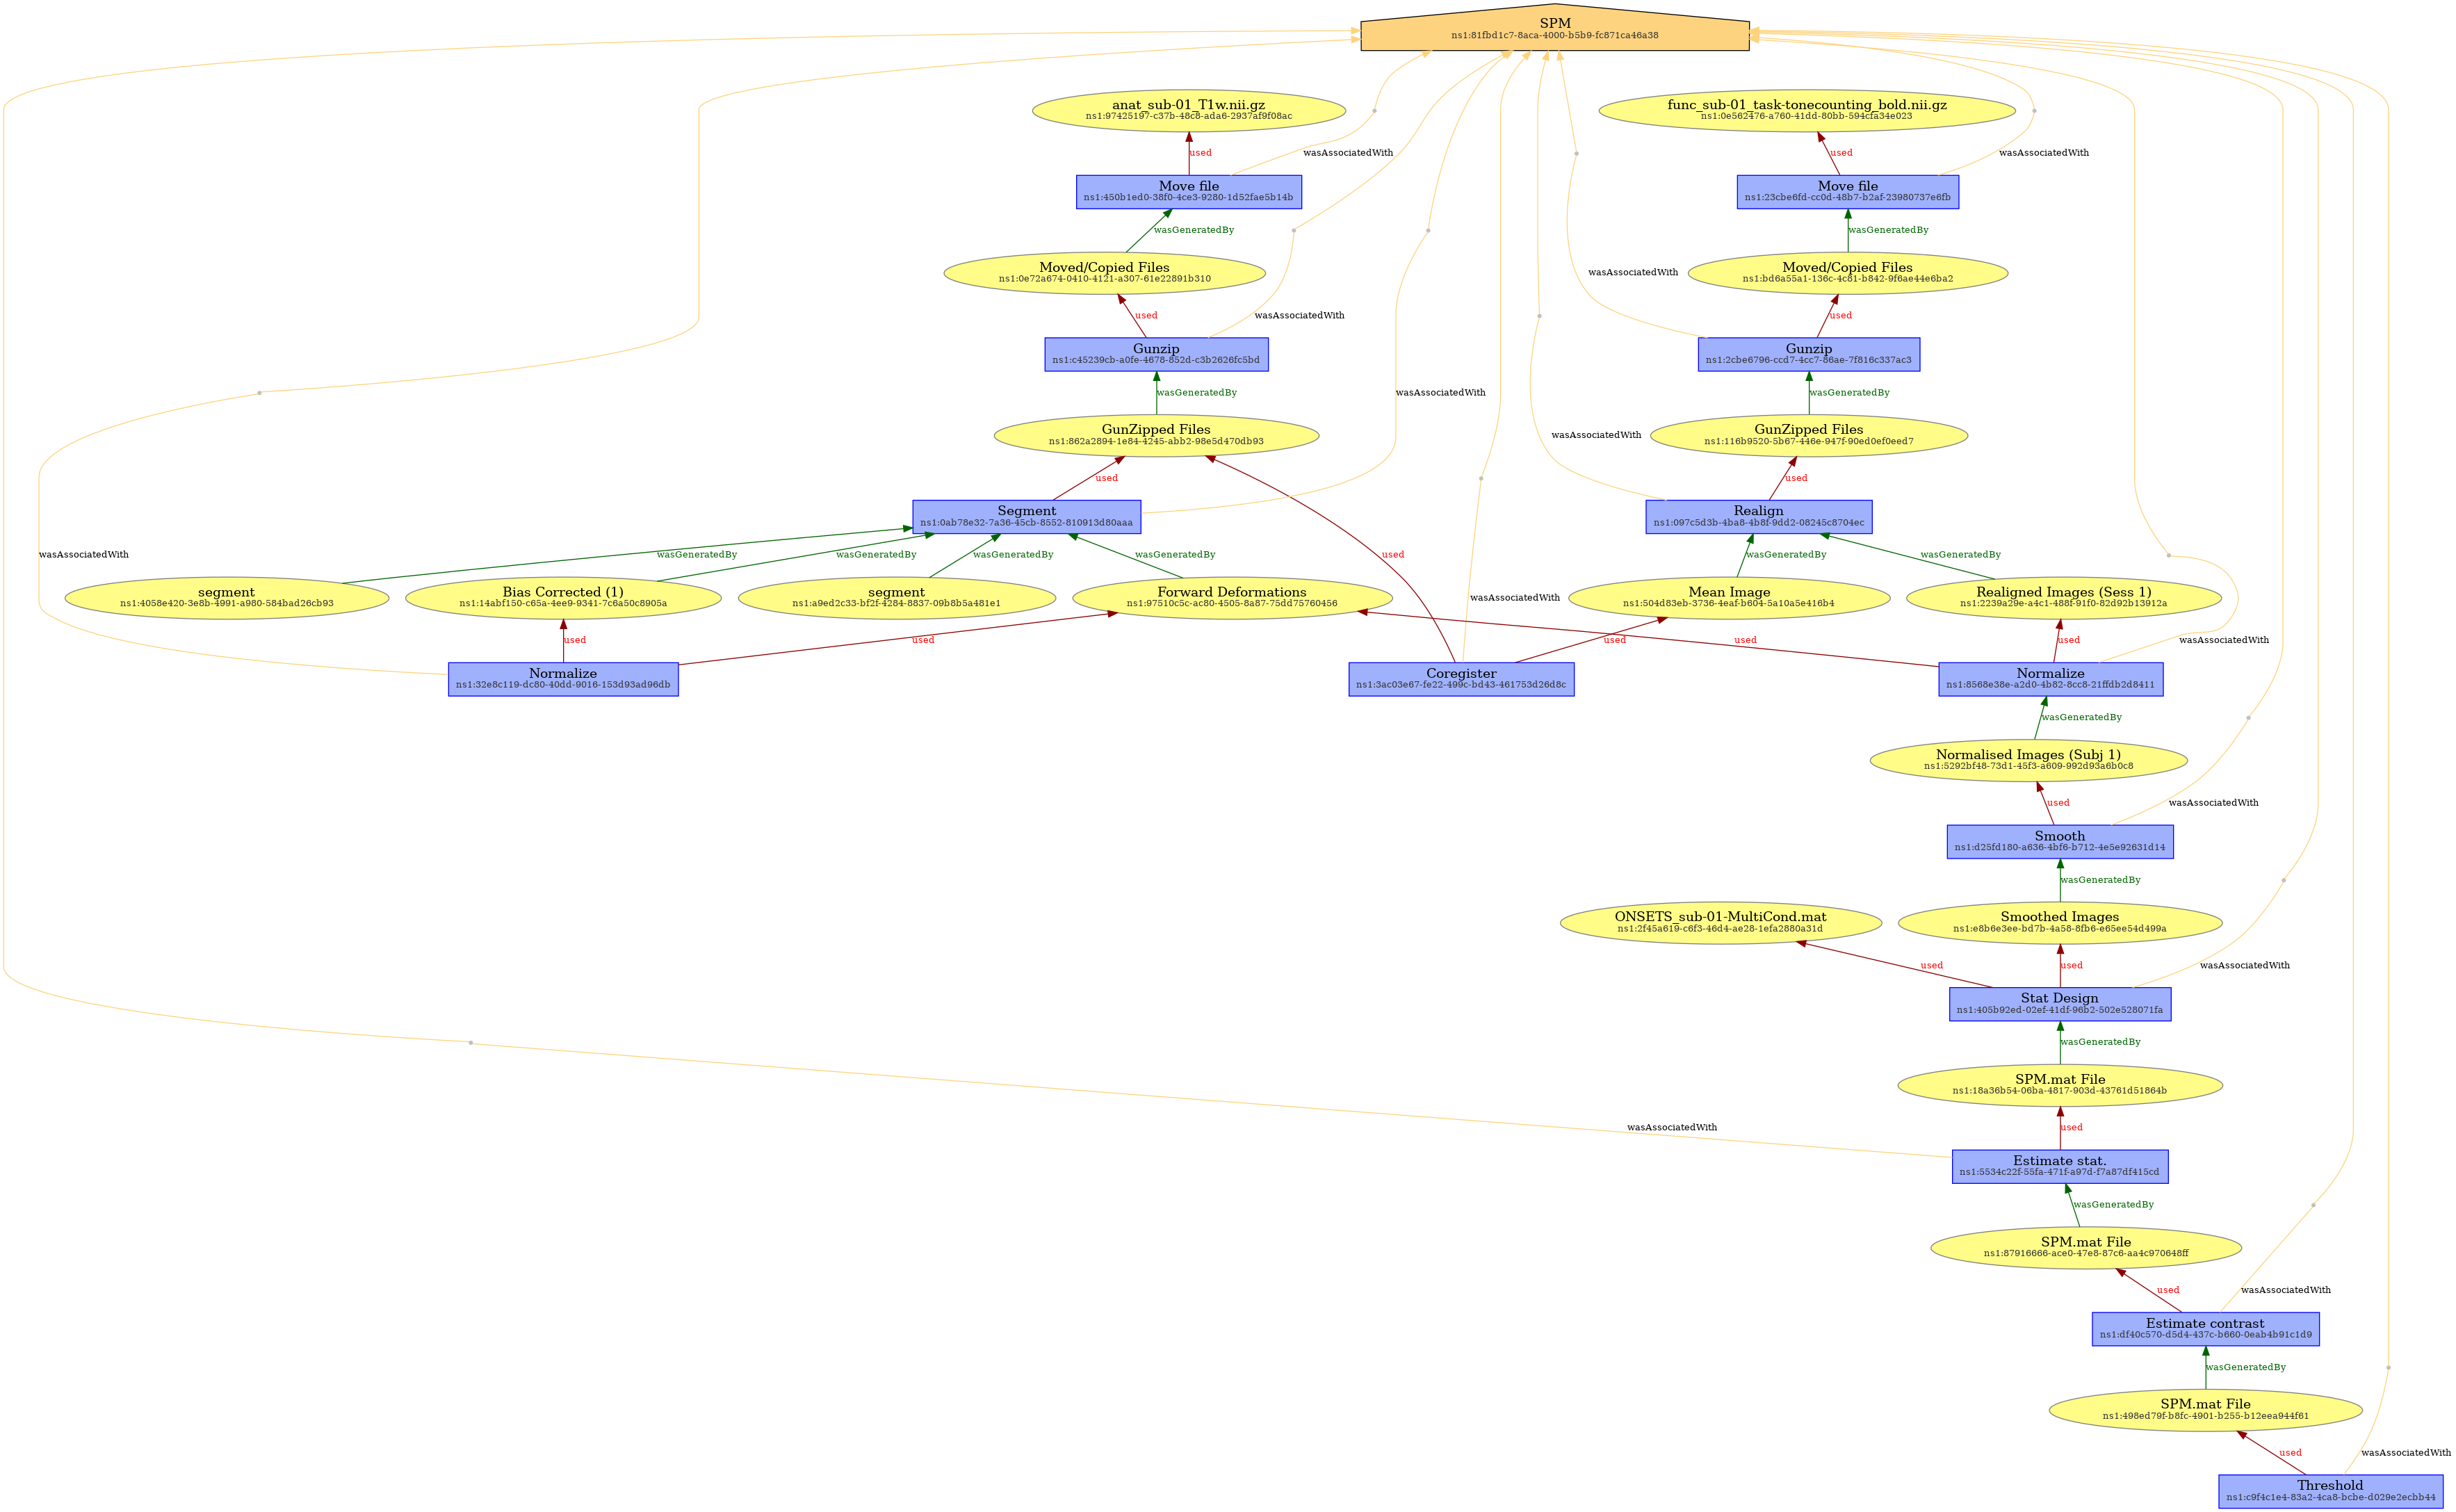 SPM
ns1:81fbd1c7-8aca-4000-b5b9-fc871ca46a38
anat_sub-01_T1w.nii.gz
ns1:97425197-c37b-48c8-ada6-2937af9f08ac
func_sub-01_task-tonecounting_bold.nii.gz
ns1:0e562476-a760-41dd-80bb-594cfa34e023
used
wasAssociatedWith
used
wasAssociatedWith
Move file
ns1:450b1ed0-38f0-4ce3-9280-1d52fae5b14b
Move file
ns1:23cbe6fd-cc0d-48b7-b2af-23980737e6fb
wasGeneratedBy
wasGeneratedBy
Moved/Copied Files
ns1:0e72a674-0410-4121-a307-61e22891b310
wasAssociatedWith
Moved/Copied Files
ns1:bd6a55a1-136c-4c81-b842-9f6ae44e6ba2
used
wasAssociatedWith
used
Gunzip
ns1:c45239cb-a0fe-4678-852d-c3b2626fc5bd
Gunzip
ns1:2cbe6796-ccd7-4cc7-86ae-7f816c337ac3
wasGeneratedBy
wasAssociatedWith
wasGeneratedBy
GunZipped Files
ns1:862a2894-1e84-4245-abb2-98e5d470db93
wasAssociatedWith
GunZipped Files
ns1:116b9520-5b67-446e-947f-90ed0ef0eed7
used
used
Segment
ns1:0ab78e32-7a36-45cb-8552-810913d80aaa
Realign
ns1:097c5d3b-4ba8-4b8f-9dd2-08245c8704ec
wasAssociatedWith
wasGeneratedBy
wasGeneratedBy
wasGeneratedBy
wasGeneratedBy
used
wasGeneratedBy
wasGeneratedBy
segment
ns1:4058e420-3e8b-4991-a980-584bad26cb93
Bias Corrected (1)
ns1:14abf150-c65a-4ee9-9341-7c6a50c8905a
segment
ns1:a9ed2c33-bf2f-4284-8837-09b8b5a481e1
Forward Deformations
ns1:97510c5c-ac80-4505-8a87-75dd75760456
wasAssociatedWith
Mean Image
ns1:504d83eb-3736-4eaf-b604-5a10a5e416b4
Realigned Images (Sess 1)
ns1:2239a29e-a4c1-488f-91f0-82d92b13912a
used
used
used
used
used
wasAssociatedWith
Normalize
ns1:32e8c119-dc80-40dd-9016-153d93ad96db
Coregister
ns1:3ac03e67-fe22-499c-bd43-461753d26d8c
Normalize
ns1:8568e38e-a2d0-4b82-8cc8-21ffdb2d8411
wasGeneratedBy
Normalised Images (Subj 1)
ns1:5292bf48-73d1-45f3-a609-992d93a6b0c8
used
wasAssociatedWith
Smooth
ns1:d25fd180-a636-4bf6-b712-4e5e92631d14
wasGeneratedBy
ONSETS_sub-01-MultiCond.mat
ns1:2f45a619-c6f3-46d4-ae28-1efa2880a31d
Smoothed Images
ns1:e8b6e3ee-bd7b-4a58-8fb6-e65ee54d499a
used
used
wasAssociatedWith
Stat Design
ns1:405b92ed-02ef-41df-96b2-502e528071fa
wasGeneratedBy
SPM.mat File
ns1:18a36b54-06ba-4817-903d-43761d51864b
wasAssociatedWith
used
Estimate stat.
ns1:5534c22f-55fa-471f-a97d-f7a87df415cd
wasGeneratedBy
SPM.mat File
ns1:87916666-ace0-47e8-87c6-aa4c970648ff
used
wasAssociatedWith
Estimate contrast
ns1:df40c570-d5d4-437c-b660-0eab4b91c1d9
wasGeneratedBy
SPM.mat File
ns1:498ed79f-b8fc-4901-b255-b12eea944f61
used
wasAssociatedWith
Threshold
ns1:c9f4c1e4-83a2-4ca8-bcbe-d029e2ecbb44